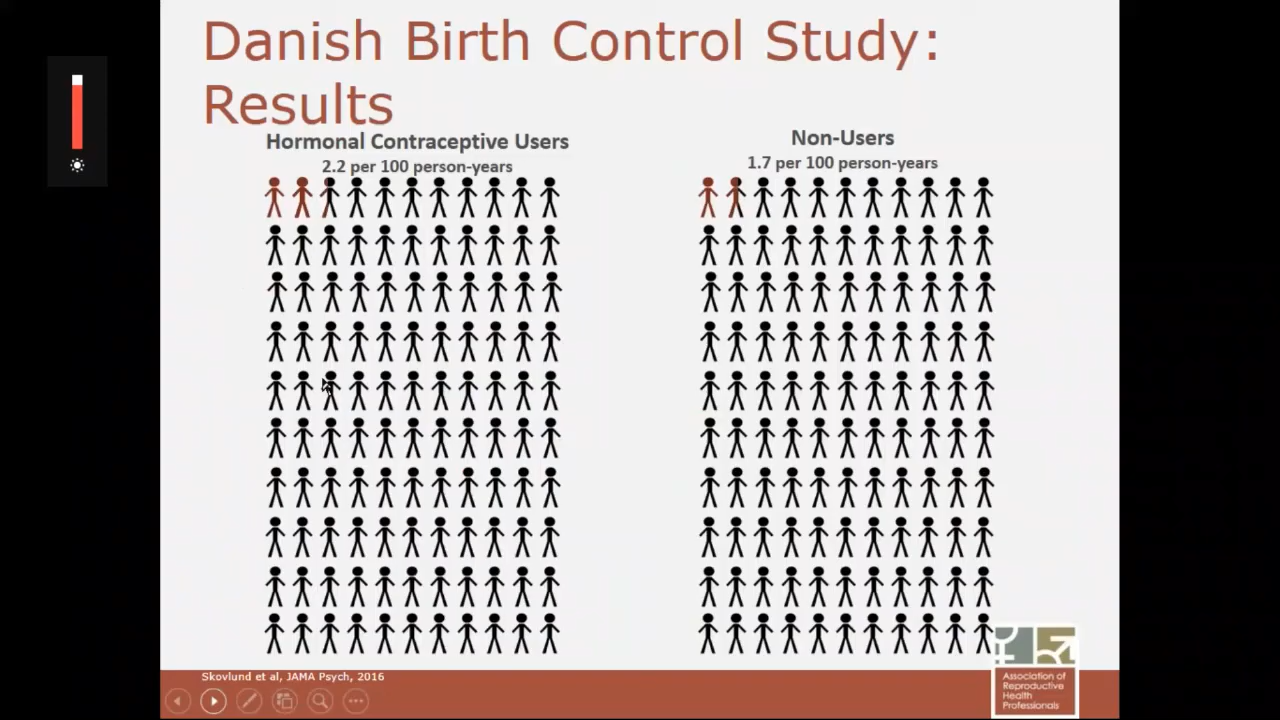 Danish Birth Control Study:
Results
Hormonal Contraceptive Users
2.2 per 100 person-years
Non-Users
1.7 per 100 person-years
Skovlund et al, JAMA Psych, 2016
Association of
Reproductive
Health
Professionals